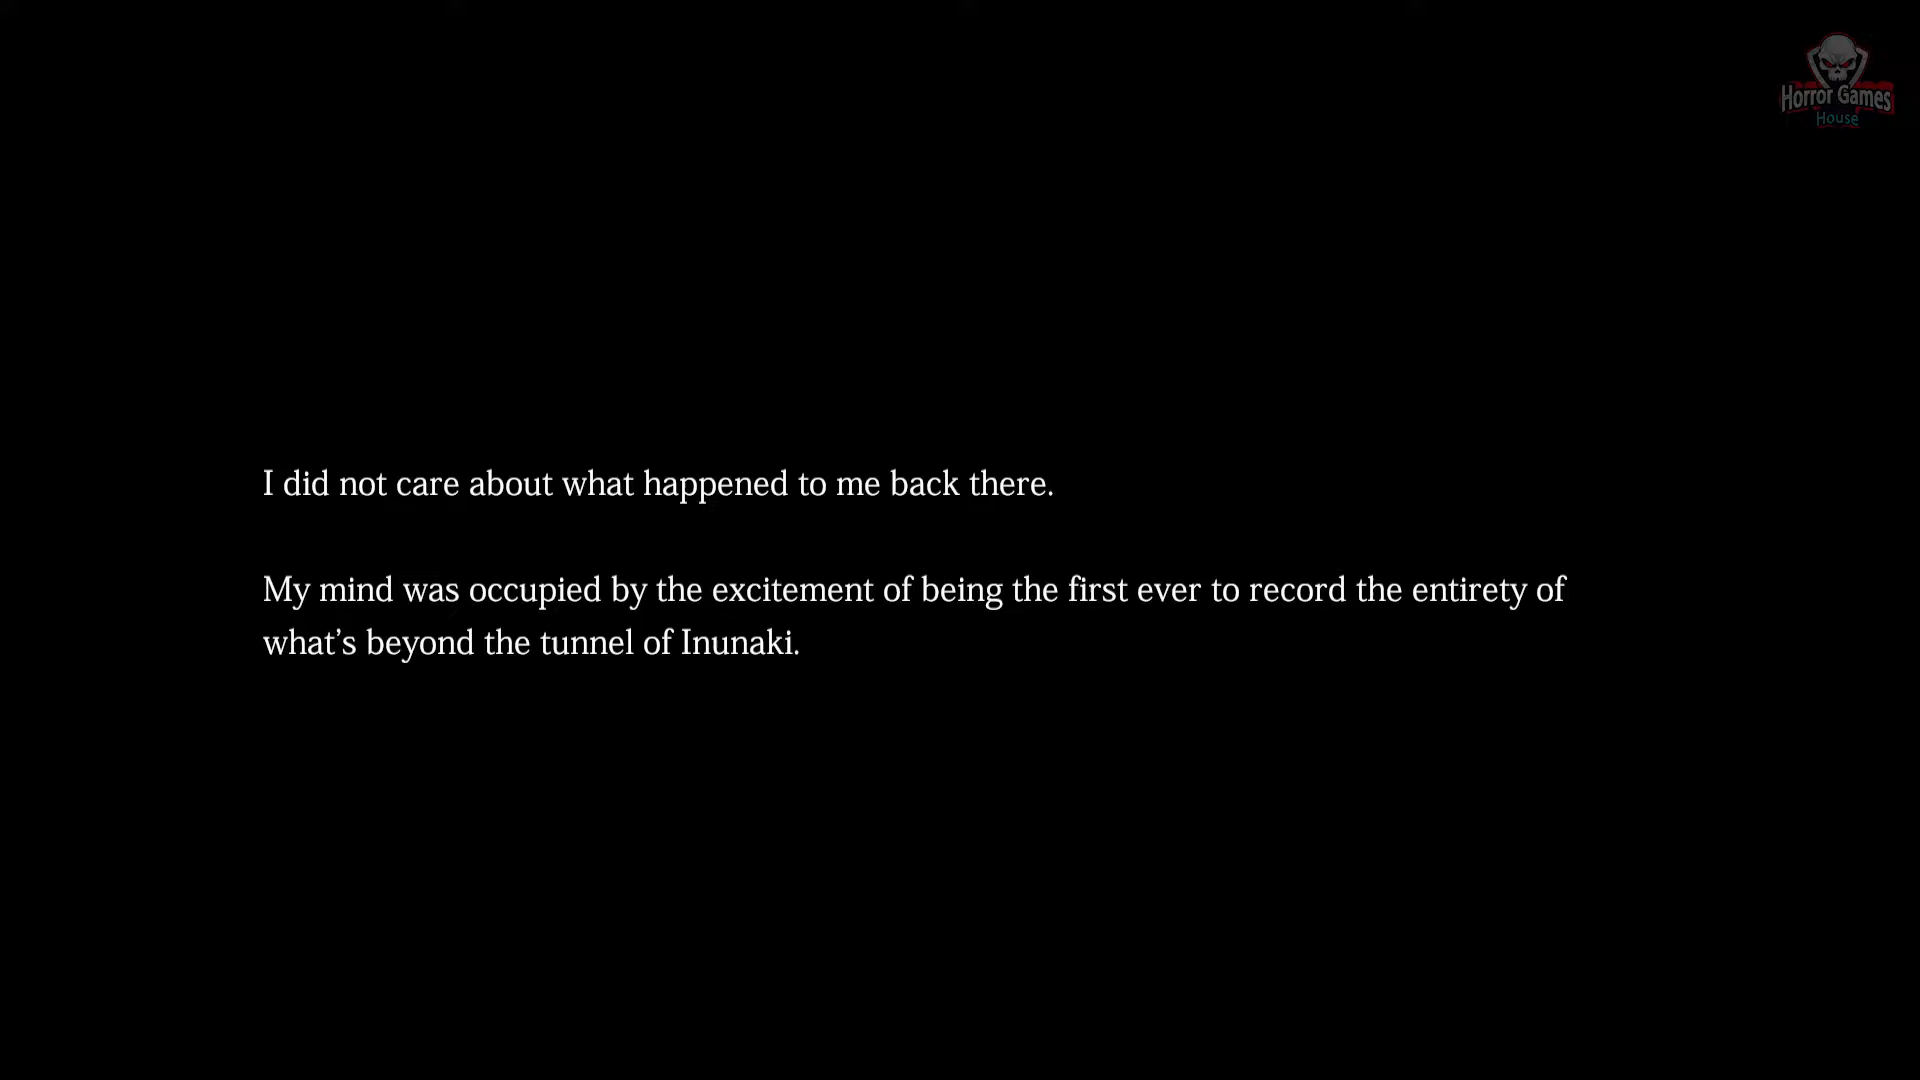 Horror Games
House
I did not care about what happened to me back there.
My mind was occupied by the excitement of being the first ever to record the entirety of
what’s beyond the tunnel of Inunaki.